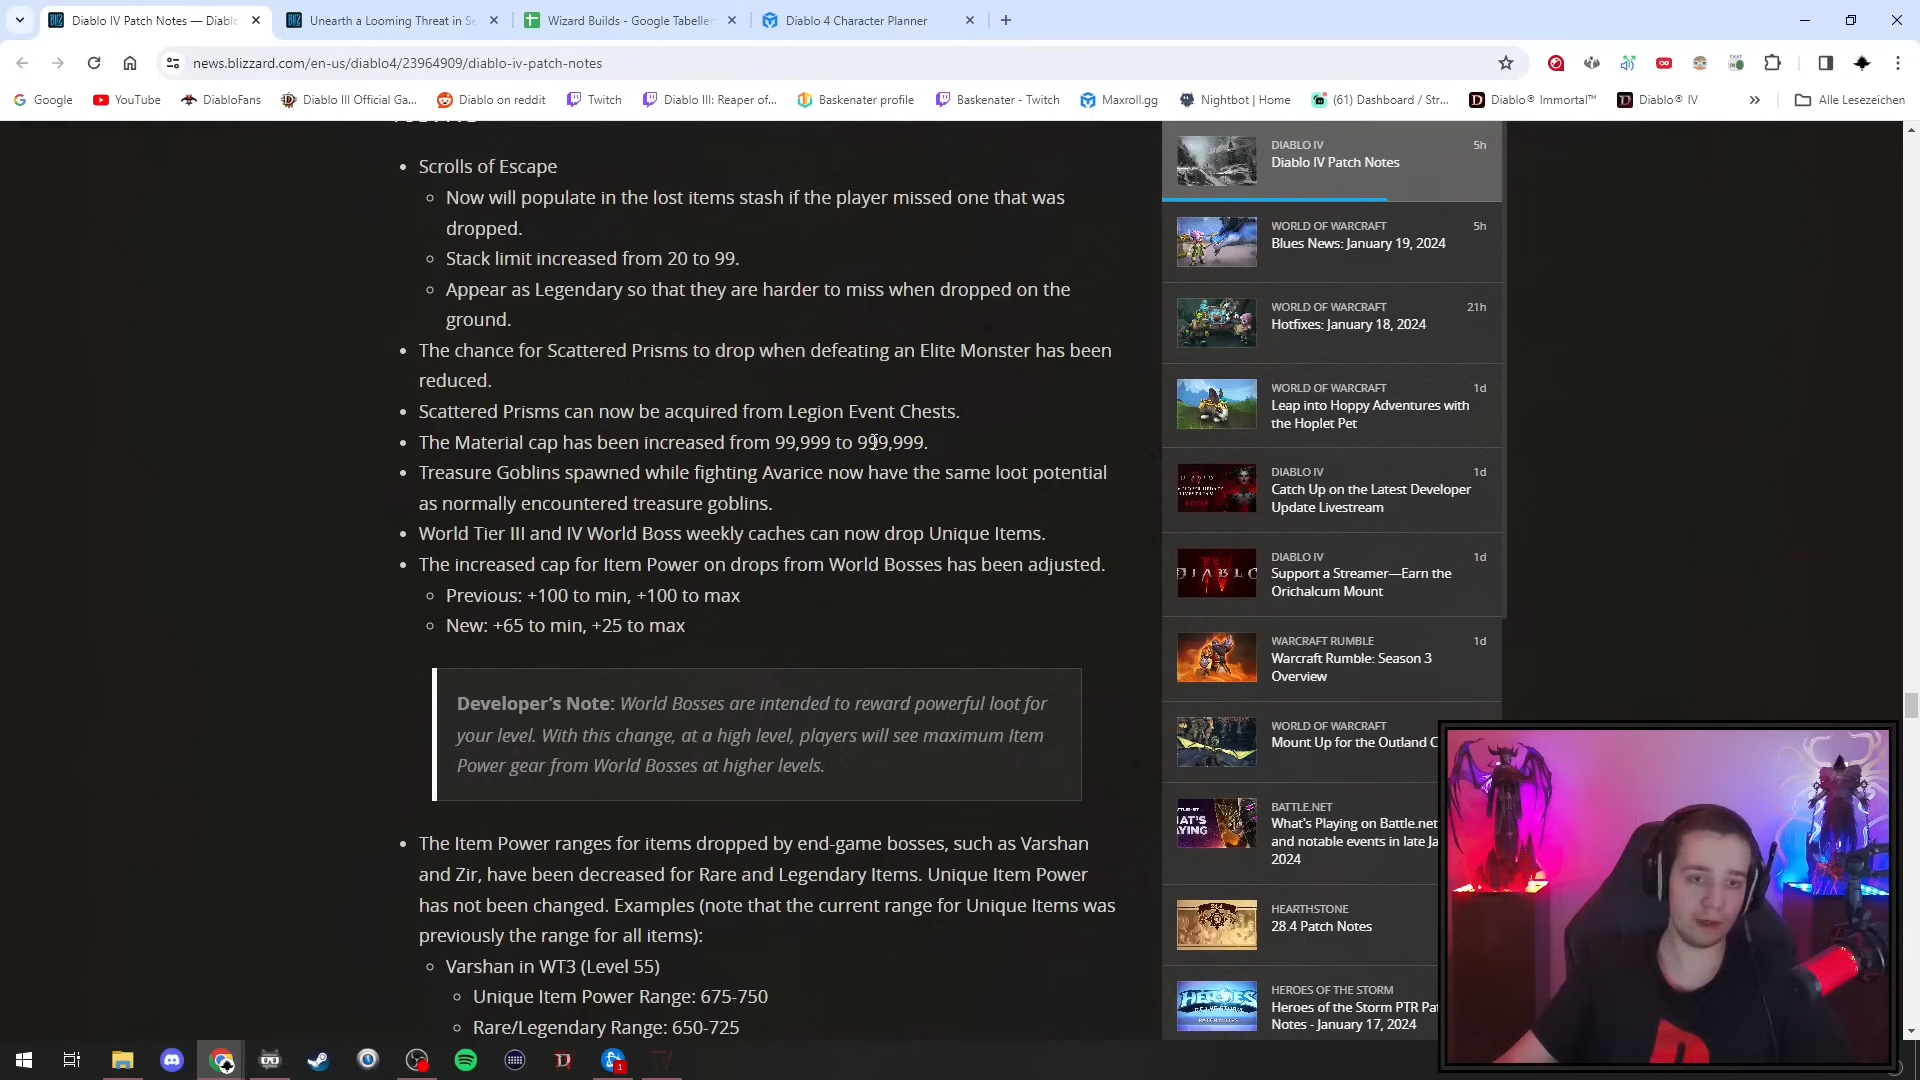 Diablo IV Patch Notes — Diablo
Unearth a Looming Threat in Se
Wizard Builds - Google Tabellen
Diablo 4 Character Planner
news.blizzard.com/en-us/diablo4/23964909/diablo-iv-patch-notes
Google
YouTube
DiabloFans
Diablo III Official Ga...
Diablo on reddit
Twitch
Diablo III: Reaper of...
Baskenater profile
Baskenater - Twitch
Maxroll.gg
Nightbot | Home
(61) Dashboard / Str...
Diablo® Immortal™
Diablo® IV
Alle Lesezeichen
• Scrolls of Escape
Now will populate in the lost items stash if the player missed one that was
dropped.
Stack limit increased from 20 to 99.
Appear as Legendary so that they are harder to miss when dropped on the
ground.
• The chance for Scattered Prisms to drop when defeating an Elite Monster has been
reduced.
• Scattered Prisms can now be acquired from Legion Event Chests.
• The Material cap has been increased from 99,999 to 999,999.
• Treasure Goblins spawned while fighting Avarice now have the same loot potential
as normally encountered treasure goblins.
• World Tier III and IV World Boss weekly caches can now drop Unique Items.
• The increased cap for Item Power on drops from World Bosses has been adjusted.
Previous: +100 to min, +100 to max
New: +65 to min, +25 to max
Developer’s Note: World Bosses are intended to reward powerful loot for
your level. With this change, at a high level, players will see maximum Item
Power gear from World Bosses at higher levels.
• The Item Power ranges for items dropped by end-game bosses, such as Varshan
and Zir, have been decreased for Rare and Legendary Items. Unique Item Power
has not been changed. Examples (note that the current range for Unique Items was
previously the range for all items):
Varshan in WT3 (Level 55)
Unique Item Power Range: 675-750
Rare/Legendary Range: 650-725
DIABLO IV 5h
Diablo IV Patch Notes
WORLD OF WARCRAFT 5h
Blues News: January 19, 2024
WORLD OF WARCRAFT 21h
Hotfixes: January 18, 2024
WORLD OF WARCRAFT 1d
Leap into Hoppy Adventures with
the Hoplet Pet
DIABLO IV 1d
Catch Up on the Latest Developer
Update Livestream
DIABLO IV 1d
Support a Streamer—Earn the
Orichalcum Mount
WARCRAFT RUMBLE 1d
Warcraft Rumble: Season 3
Overview
WORLD OF WARCRAFT
Mount Up for the Outland C
BATTLE.NET
What's Playing on Battle.net
and notable events in late Ja
2024
HEARTHSTONE
28.4 Patch Notes
HEROES OF THE STORM
Heroes of the Storm PTR Pat
Notes - January 17, 2024